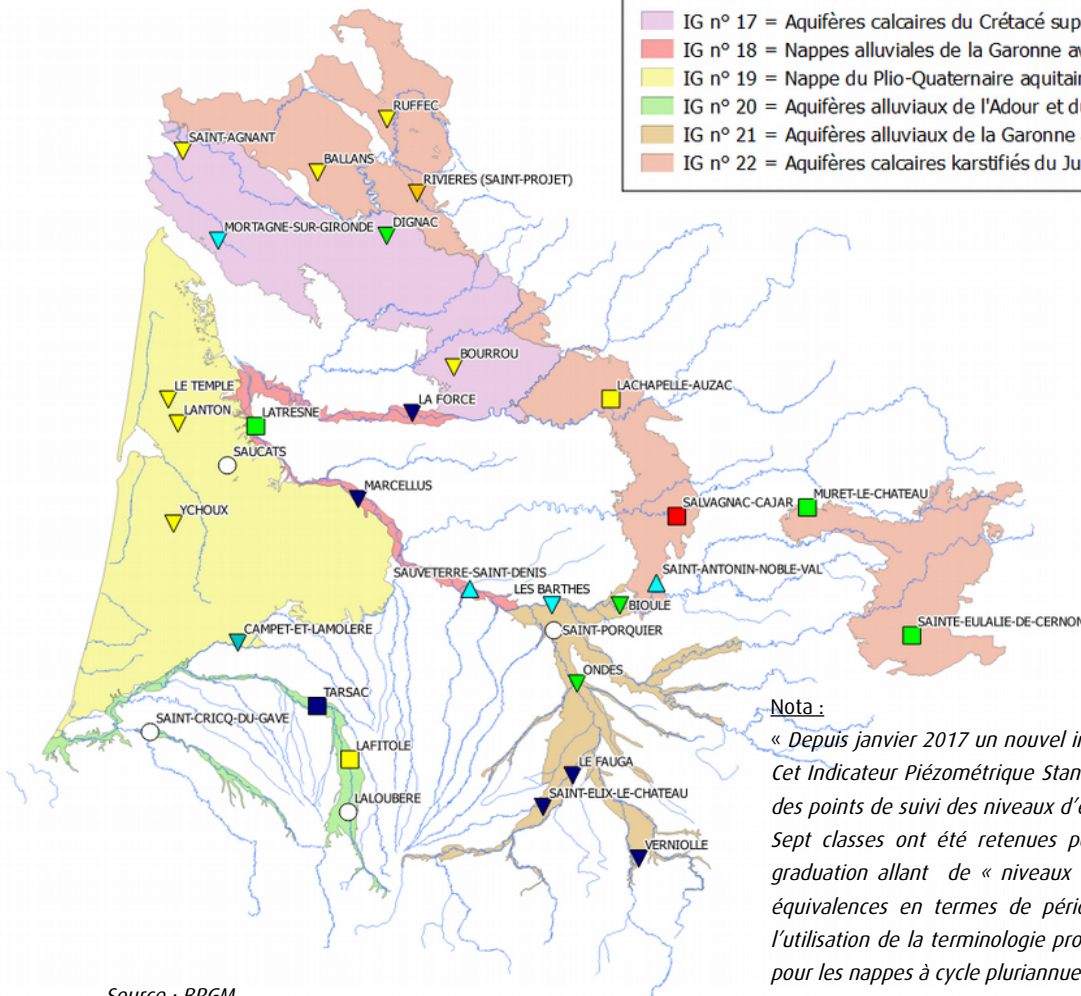 IG n° 17 = Aquifères calcaires du Crétacé sup
IG n° 18 = Nappes alluviales de la Garonne av
IG n° 19 = Nappe du Plio-Quaternaire aquitain
IG n° 20 = Aquifères alluviaux de l'Adour et du
IG n° 21 = Aquifères alluviaux de la Garonne
IG n° 22 = Aquifères calcaires karstifiés du Ju
RUFFEC
SAINT-AGNANT
BALLANS
RIVIERES (SAINT-PROJET)
MORTAGNE-SUR-GIRONDE
DIGNAC
BOURROU
LE TEMPLE
LACHAPELLE-AUZAC
LANTON
LATRESNE
LA FORCE
SAUCATS
MARCELLUS
SALVAGNAC-CAJAR
MURET-LE-CHATEAU
YCHOUX
SAUVETERRE-SAINT-DENIS
LES BARTHES
SAINT-ANTONIN-NOBLE-VAL
BIOULE
SAINTE-EULALIE-DE-CERNON
CAMPET-ET-LAMOLERE
SAINT-PORQUIER
ONDES
TARSAC
SAINT-CRICQ-DU-GAVE
LAFITOLE
LE FAUGA
LALOUBERE
SAINT-ELIX-LE-CHATEAU
VERNIOLLE
Nota :
« Depuis janvier 2017 un nouvel in
Cet Indicateur Piézométrique Stan
des points de suivi des niveaux d'e
Sept classes ont été retenues po
graduation allant de « niveaux
équivalences en termes de pério
l'utilisation de la terminologie pro
pour les nappes à cycle pluriannue
Source : BRGM